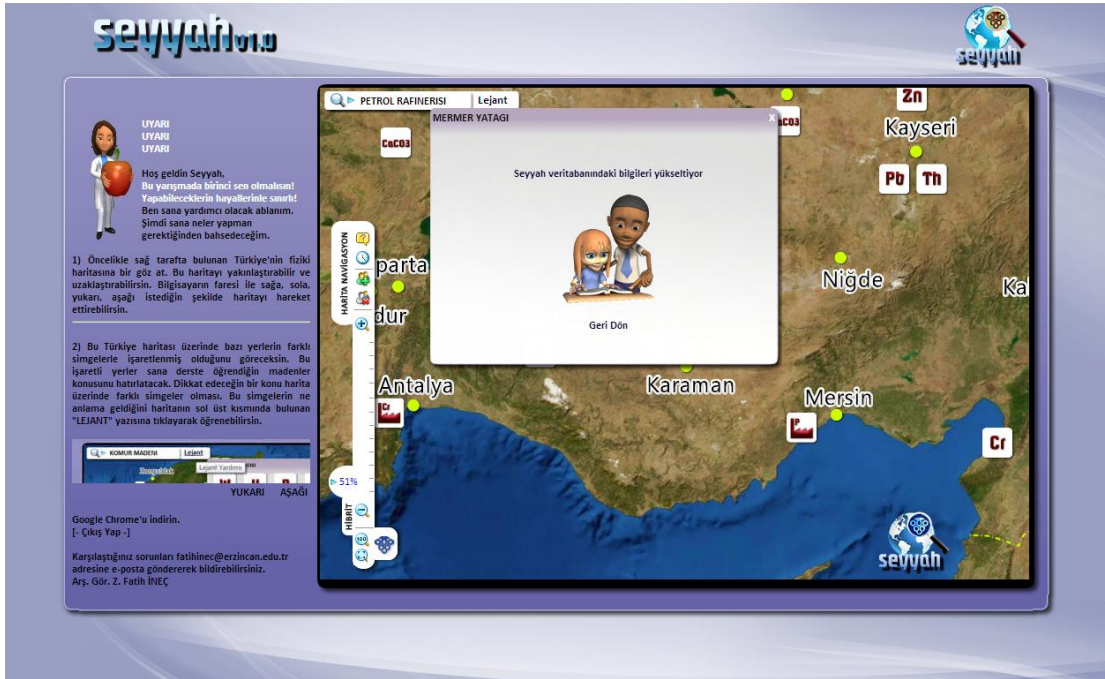 seyyah v1.0
seyyah
UYARI
UYARI
UYARI
Hoş geldin Seyyah,
Bu yarışmada birinci sen olmalısın!
Yapabileceklerin hayallerinle sınırlı!
Ben sana yardımcı olacak ablanım.
Şimdi sana neler yapman
gerektiğinden bahsedeceğim.
1) Öncelikle sağ tarafta bulunan Türkiye'nin fiziki
haritasına bir göz at. Bu haritayı yakınlaştırabilir ve
uzaklaştırabilirsin. Bilgisayarın faresi ile sağa, sola,
yukarı, aşağı istediğin şekilde haritayı hareket
ettirebilirsin.
2) Bu Türkiye haritası üzerinde bazı yerlerin farklı
simgelerle işaretlenmiş olduğunu göreceksin. Bu
işaretli yerler sana derste öğrendiğin madenler
konusunu hatırlatacak. Dikkat edeceğin bir konu harita
üzerinde farklı simgeler olması. Bu simgelerin ne
anlama geldiğini haritanın sol üst kısmında bulunan
"LEJANT" yazısına tıklayarak öğrenebilirsin.
KOMUR MADENI Lejant
Zonguldak Lejant Yardımı
YUKARI AŞAĞI
Google Chrome'u indirin.
[- Çıkış Yap -]
Karşılaştığınız sorunları fatihinec@erzincan.edu.tr
adresine e-posta göndererek bildirebilirsiniz.
Arş. Gör. Z. Fatih İNEÇ
PETROL RAFINERISI Lejant
MERMER YATAGI X
Seyyah veritabanındaki bilgileri yükseltiyor
Geri Dön
CaCO3
Zn
Kayseri
Pb Th
HARİTA NAVİGASYON
parta
Niğde
Ka
dur
Antalya
Karaman
Mersin
Cr
P
Cr
51%
HİBRİT
100
seyyah